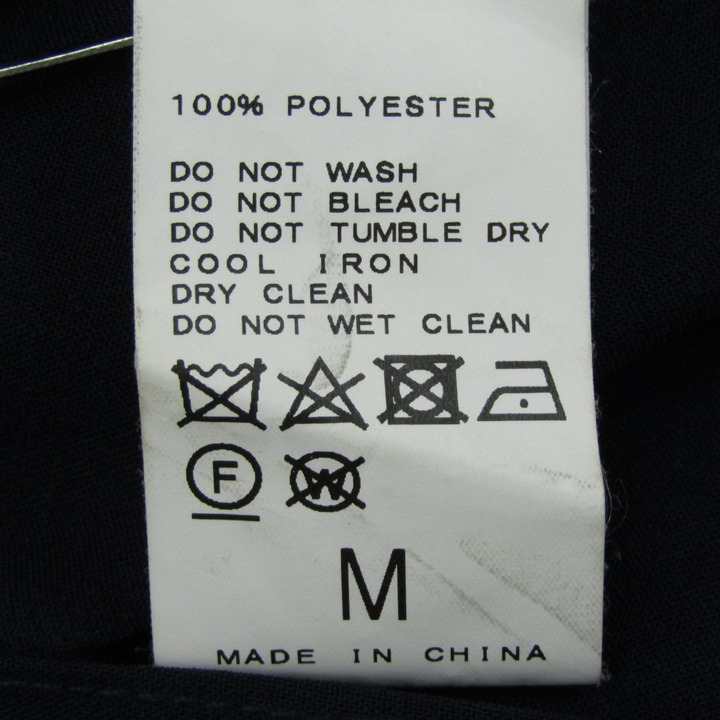 100% POLYESTER
DO NOT WASH
DO NOT BLEACH
DO NOT TUMBLE DRY
COOL IRON
DRY CLEAN
DO NOT WET CLEAN
F W
M
MADE IN CHINA